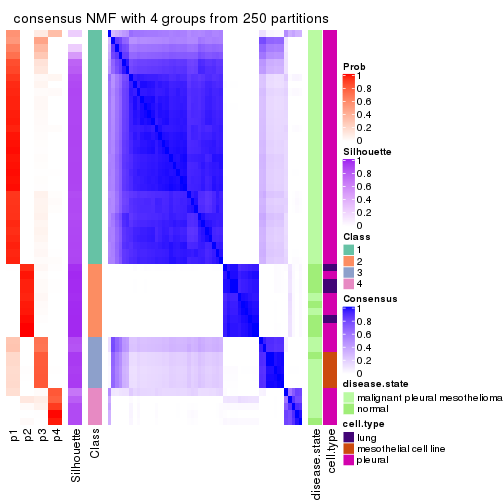 consensus NMF with 4 groups from 250 partitions
Prob
1
0.8
0.6
0.4
0.2
0
Silhouette
1
0.8
0.6
0.4
0.2
0
Class
1
2
3
4
Consensus
1
0.8
0.6
0.4
0.2
0
disease.state
malignant pleural mesothelioma
normal
cell.type
lung
mesothelial cell line
pleural
p1
p2
p3
p4
Silhouette
Class
disease.state
cell.type